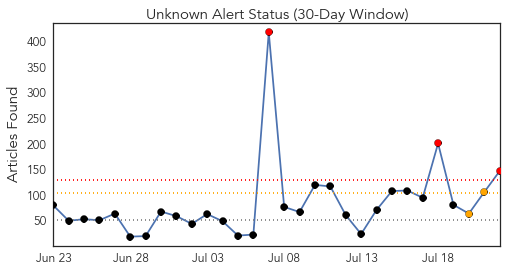 Unknown Alert Status (30-Day Window)
Articles Found
400
350
300
250
200
150
100
50
Jun 23
Jun 28
Jul 03
Jul 08
Jul 13
Jul 18